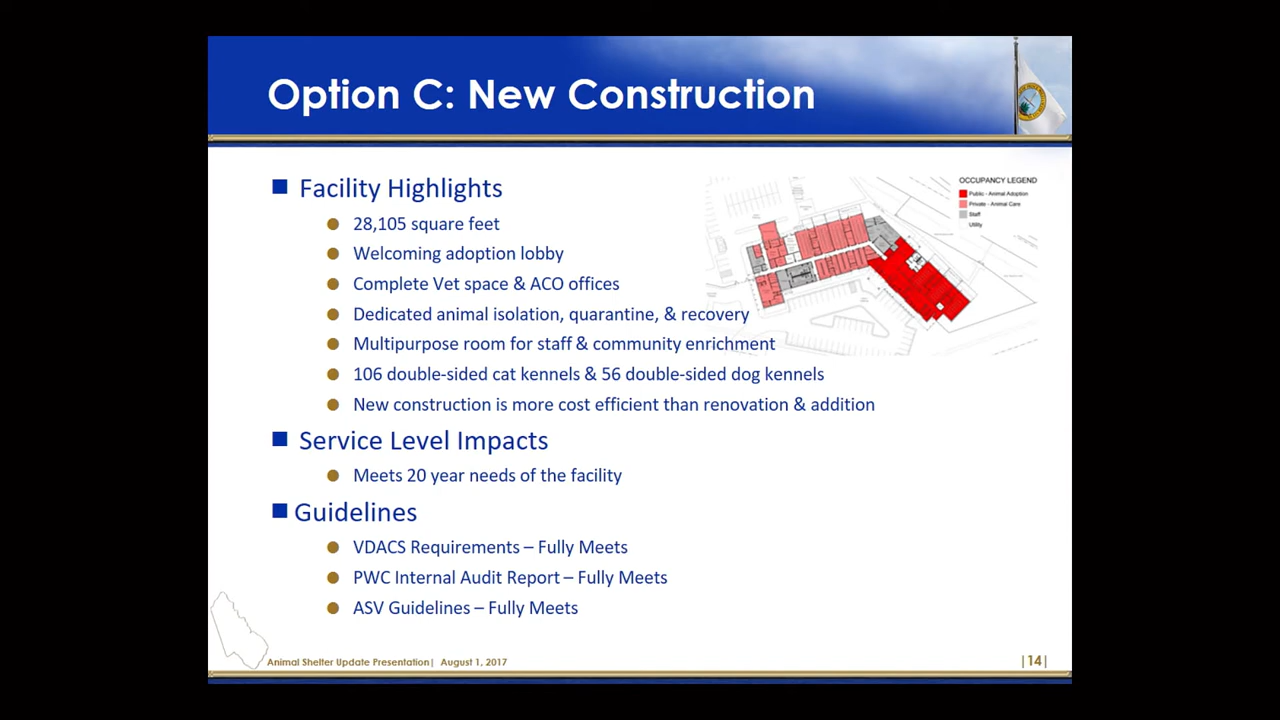 Option C: New Construction
Facility Highlights
28,105 square feet
Welcoming adoption lobby
Complete Vet space & ACO offices
Dedicated animal isolation, quarantine, & recovery
Multipurpose room for staff & community enrichment
106 double-sided cat kennels & 56 double-sided dog kennels
New construction is more cost efficient than renovation & addition
OCCUPANCY LEGEND
Public - Animal Adoption
Private - Animal Care
Staff
Utility
Service Level Impacts
Meets 20 year needs of the facility
Guidelines
VDACS Requirements – Fully Meets
PWC Internal Audit Report – Fully Meets
ASV Guidelines – Fully Meets
Animal Shelter Update Presentation| August 1, 2017
|14|